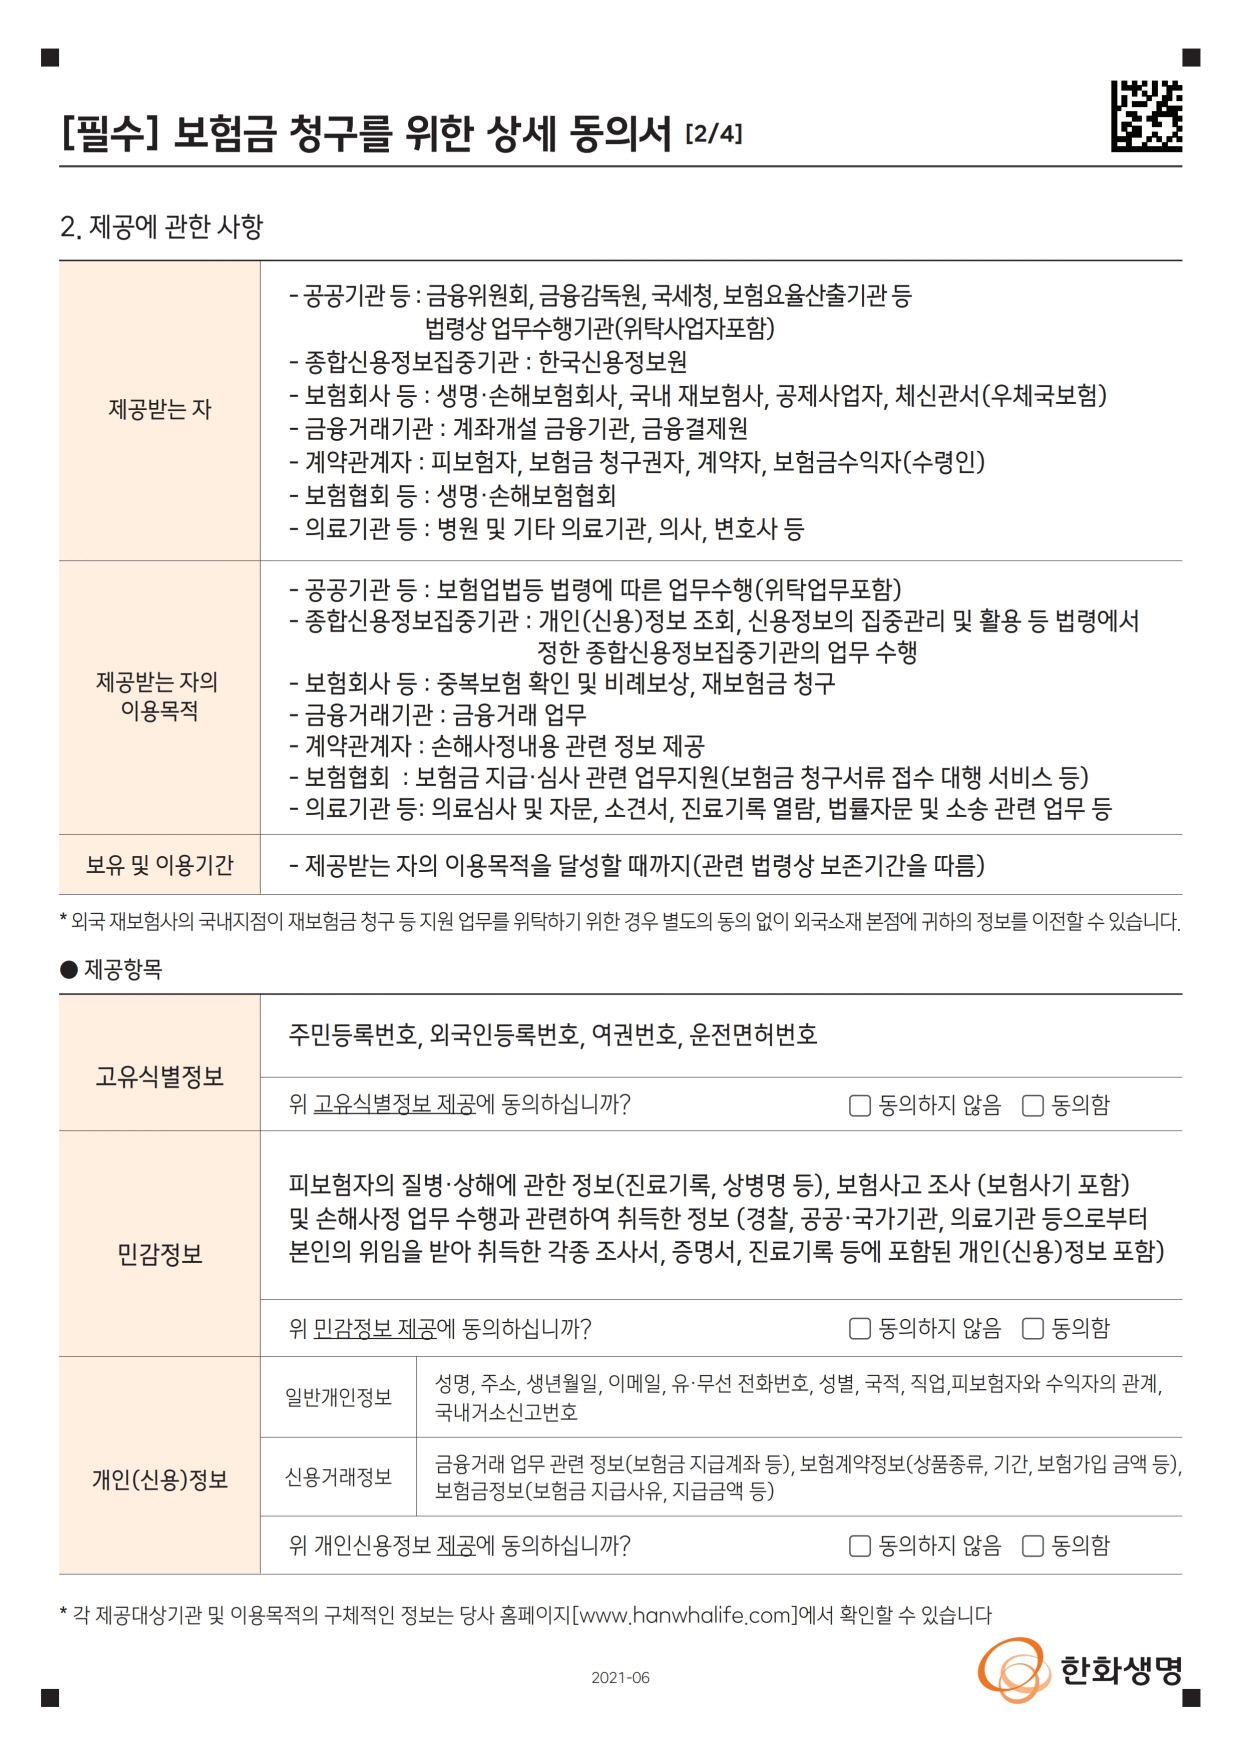 [필수] 보험금 청구를 위한 상세 동의서 [2/4]
2. 제공에 관한 사항
제공받는 자
- 공공기관 등 : 금융위원회, 금융감독원, 국세청, 보험요율산출기관 등
법령상 업무수행기관(위탁사업자포함)
- 종합신용정보집중기관 : 한국신용정보원
- 보험회사 등 : 생명·손해보험회사, 국내 재보험사, 공제사업자, 체신관서(우체국보험)
- 금융거래기관 : 계좌개설 금융기관, 금융결제원
- 계약관계자 : 피보험자, 보험금 청구권자, 계약자, 보험금수익자(수령인)
- 보험협회 등 : 생명·손해보험협회
- 의료기관 등 : 병원 및 기타 의료기관, 의사, 변호사 등
제공받는 자의
이용목적
- 공공기관 등 : 보험업법등 법령에 따른 업무수행(위탁업무포함)
- 종합신용정보집중기관 : 개인(신용)정보 조회, 신용정보의 집중관리 및 활용 등 법령에서
정한 종합신용정보집중기관의 업무 수행
- 보험회사 등 : 중복보험 확인 및 비례보상, 재보험금 청구
- 금융거래기관 : 금융거래 업무
- 계약관계자 : 손해사정내용 관련 정보 제공
- 보험협회 : 보험금 지급·심사 관련 업무지원(보험금 청구서류 접수 대행 서비스 등)
- 의료기관 등: 의료심사 및 자문, 소견서, 진료기록 열람, 법률자문 및 소송 관련 업무 등
보유 및 이용기간
- 제공받는 자의 이용목적을 달성할 때까지(관련 법령상 보존기간을 따름)
* 외국 재보험사의 국내지점이 재보험금 청구 등 지원 업무를 위탁하기 위한 경우 별도의 동의 없이 외국소재 본점에 귀하의 정보를 이전할 수 있습니다.
● 제공항목
고유식별정보
주민등록번호, 외국인등록번호, 여권번호, 운전면허번호
위 고유식별정보 제공에 동의하십니까? □ 동의하지 않음 □ 동의함
민감정보
피보험자의 질병·상해에 관한 정보(진료기록, 상병명 등), 보험사고 조사 (보험사기 포함)
및 손해사정 업무 수행과 관련하여 취득한 정보 (경찰, 공공·국가기관, 의료기관 등으로부터
본인의 위임을 받아 취득한 각종 조사서, 증명서, 진료기록 등에 포함된 개인(신용)정보 포함)
위 민감정보 제공에 동의하십니까? □ 동의하지 않음 □ 동의함
개인(신용)정보
일반개인정보
성명, 주소, 생년월일, 이메일, 유·무선 전화번호, 성별, 국적, 직업,피보험자와 수익자의 관계,
국내거소신고번호
신용거래정보
금융거래 업무 관련 정보(보험금 지급계좌 등), 보험계약정보(상품종류, 기간, 보험가입 금액 등),
보험금정보(보험금 지급사유, 지급금액 등)
위 개인신용정보 제공에 동의하십니까? □ 동의하지 않음 □ 동의함
* 각 제공대상기관 및 이용목적의 구체적인 정보는 당사 홈페이지[www.hanwhalife.com]에서 확인할 수 있습니다
2021-06
한화생명